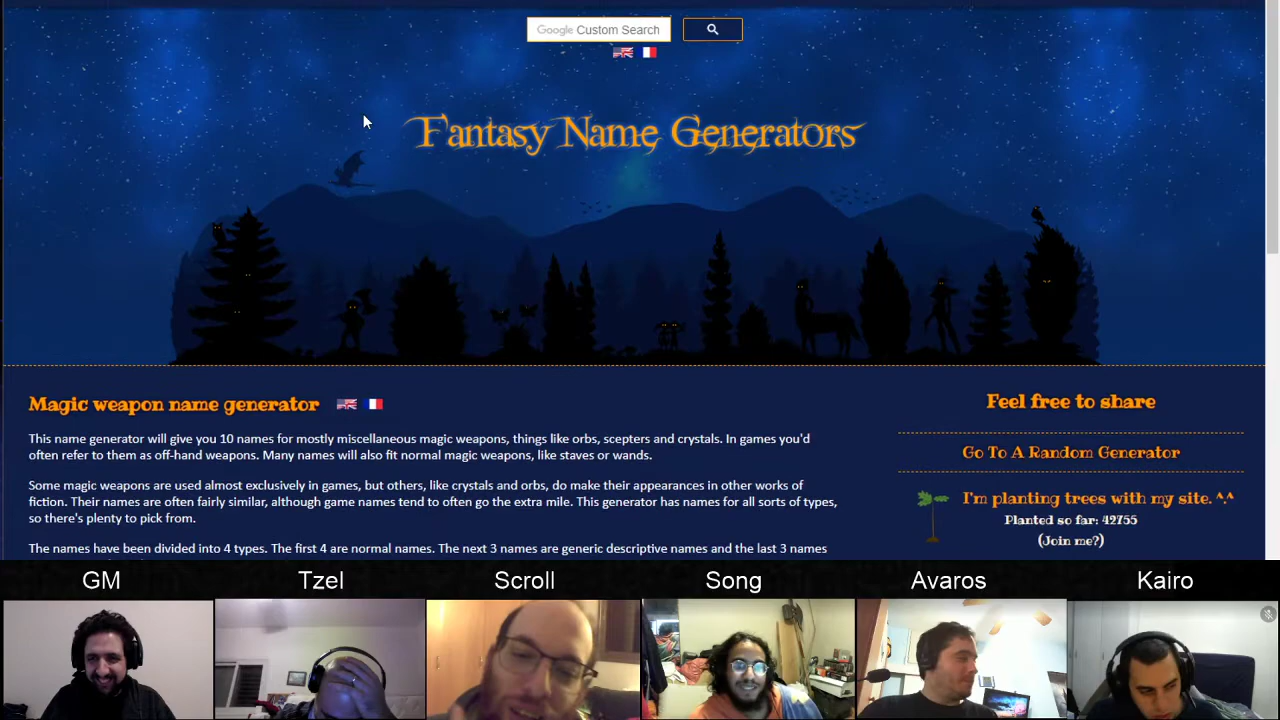 Google Custom Search
Fantasy Name Generators
Magic weapon name generator
This name generator will give you 10 names for mostly miscellaneous magic weapons, things like orbs, scepters and crystals. In games you'd
often refer to them as off-hand weapons. Many names will also fit normal magic weapons, like staves or wands.
Some magic weapons are used almost exclusively in games, but others, like crystals and orbs, do make their appearances in other works of
fiction. Their names are often fairly similar, although game names tend to often go the extra mile. This generator has names for all sorts of types,
so there's plenty to pick from.
The names have been divided into 4 types. The first 4 are normal names. The next 3 names are generic descriptive names and the last 3 names
Feel free to share
Go To A Random Generator
I'm planting trees with my site. ^.^
Planted so far: 42755
(Join me?)
GM
Tzel
Scroll
Song
Avaros
Kairo